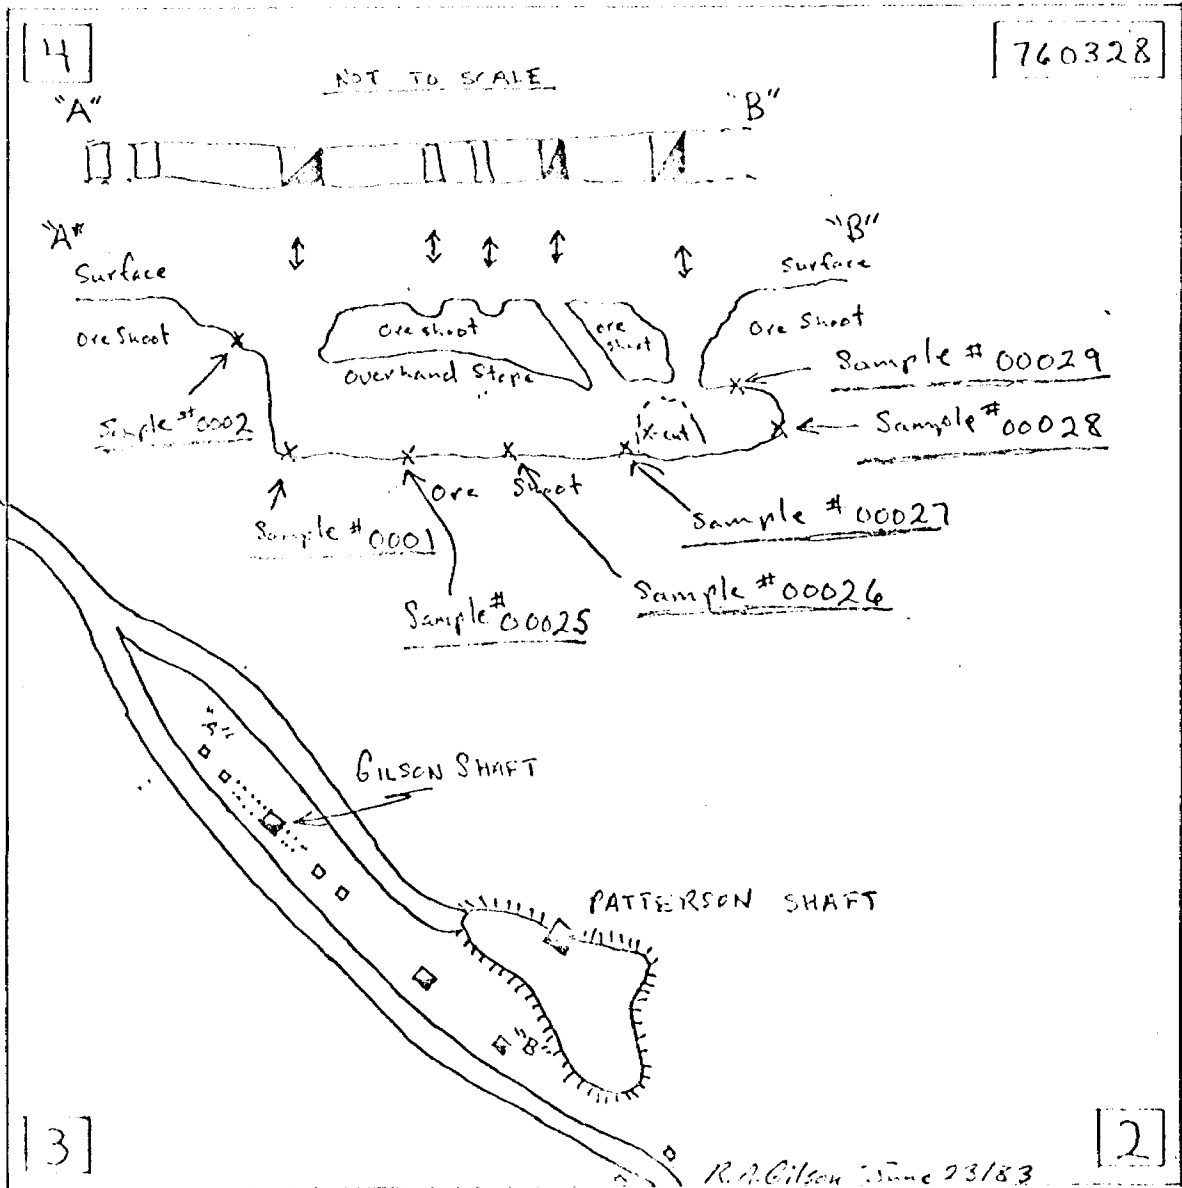 4
760328
NOT TO SCALE
"A"
"B"
"A"
"B"
Surface
Surface
Ore Shoot
Ore shoot
ore shoot
Ore Shoot
Overhand Stope
Sample # 00029
Sample # 0002
X-cut
Sample # 00028
Ore Shoot
Sample # 00027
Sample # 0001
Sample # 00026
Sample # 00025
GILSON SHAFT
PATTERSON SHAFT
"B"
3
2
R.A. Gilson June 23/83